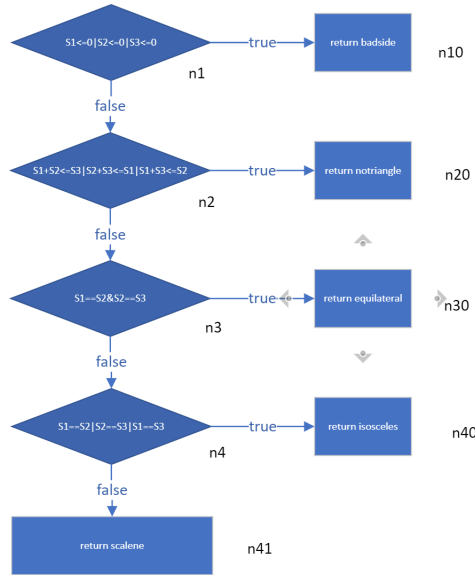 S1<=0|S2<=0|S3<=0
true
return badside
n10
n1
false
S1+S2<=S3|S2+S3<=S1|S1+S3<=S2
true
return notriangle
n20
n2
false
S1==S2&S2==S3
true
return equilateral
n30
n3
false
S1==S2|S2==S3|S1==S3
true
return isosceles
n40
n4
false
return scalene
n41